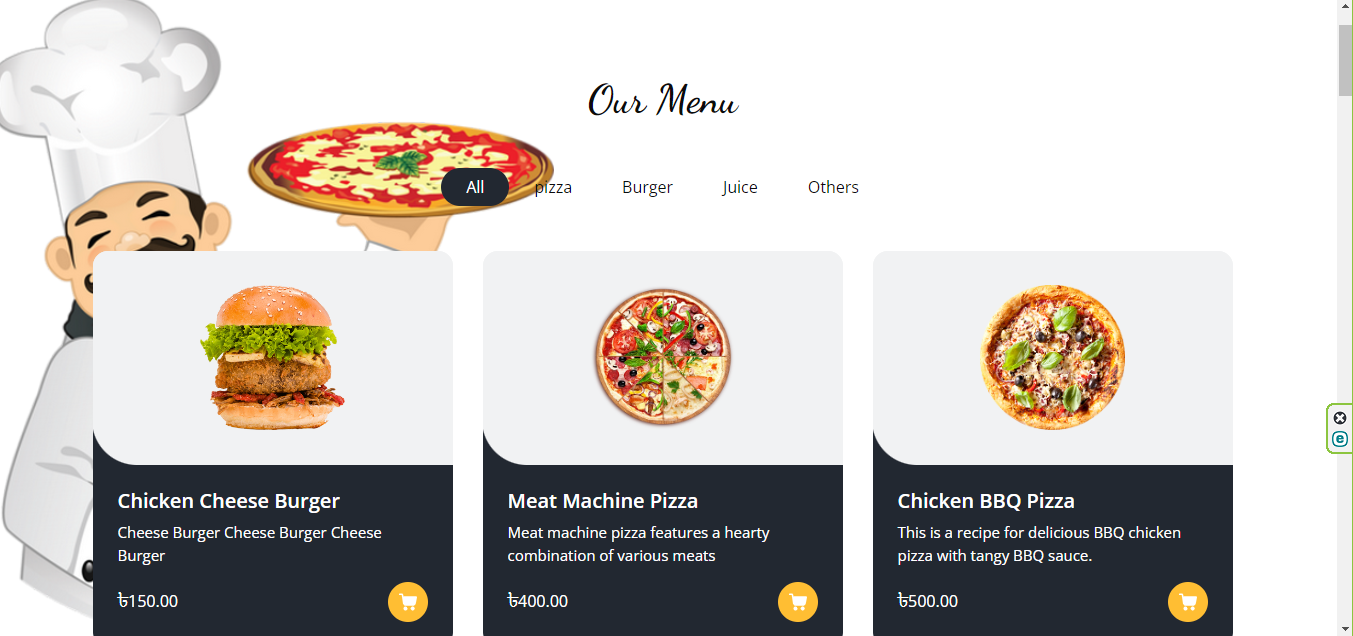 Our Menu
All pizza Burger Juice Others
Chicken Cheese Burger
Cheese Burger Cheese Burger Cheese
Burger
৳150.00
Meat Machine Pizza
Meat machine pizza features a hearty
combination of various meats
৳400.00
Chicken BBQ Pizza
This is a recipe for delicious BBQ chicken
pizza with tangy BBQ sauce.
৳500.00
e